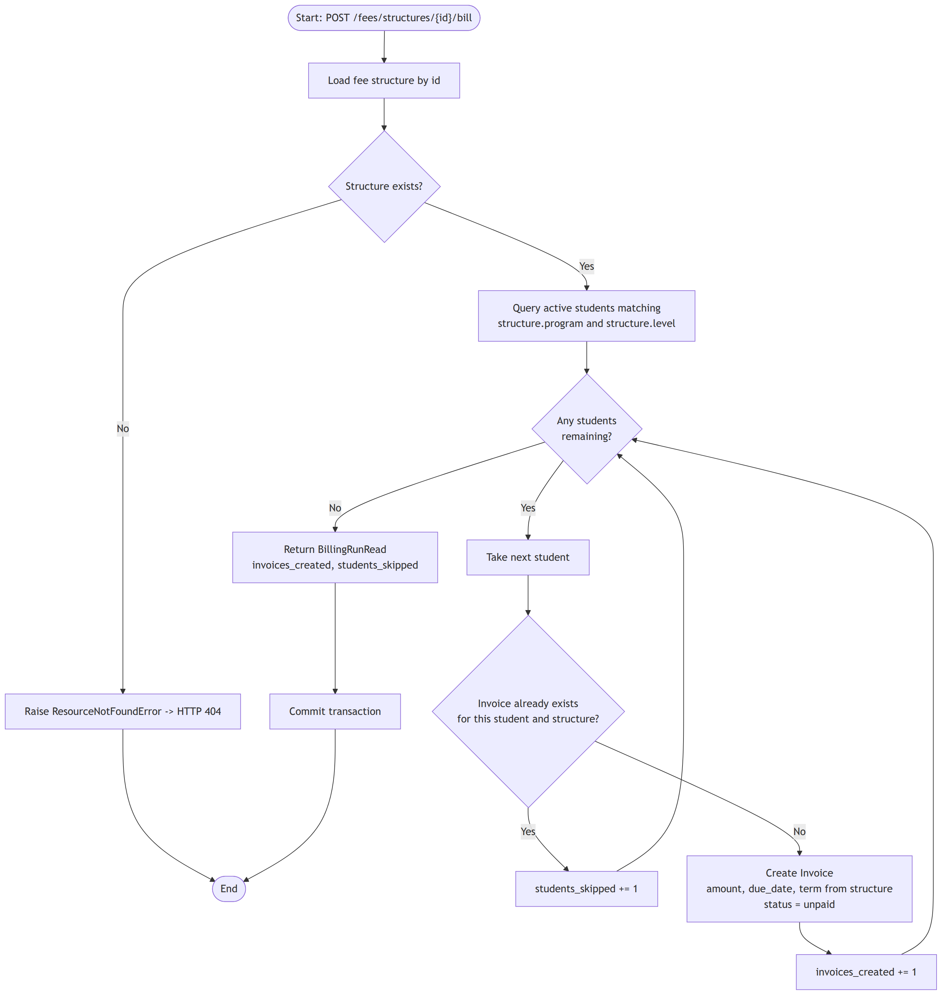 Start: POST /fees/structures/{id}/bill
Load fee structure by id
Structure exists?
Yes
Query active students matching
structure.program and structure.level
Any students
remaining?
No
No
Yes
Return BillingRunRead
invoices_created, students_skipped
Take next student
Invoice already exists
for this student and structure?
Raise ResourceNotFoundError -> HTTP 404
Commit transaction
Yes
No
End
students_skipped += 1
Create Invoice
amount, due_date, term from structure
status = unpaid
invoices_created += 1